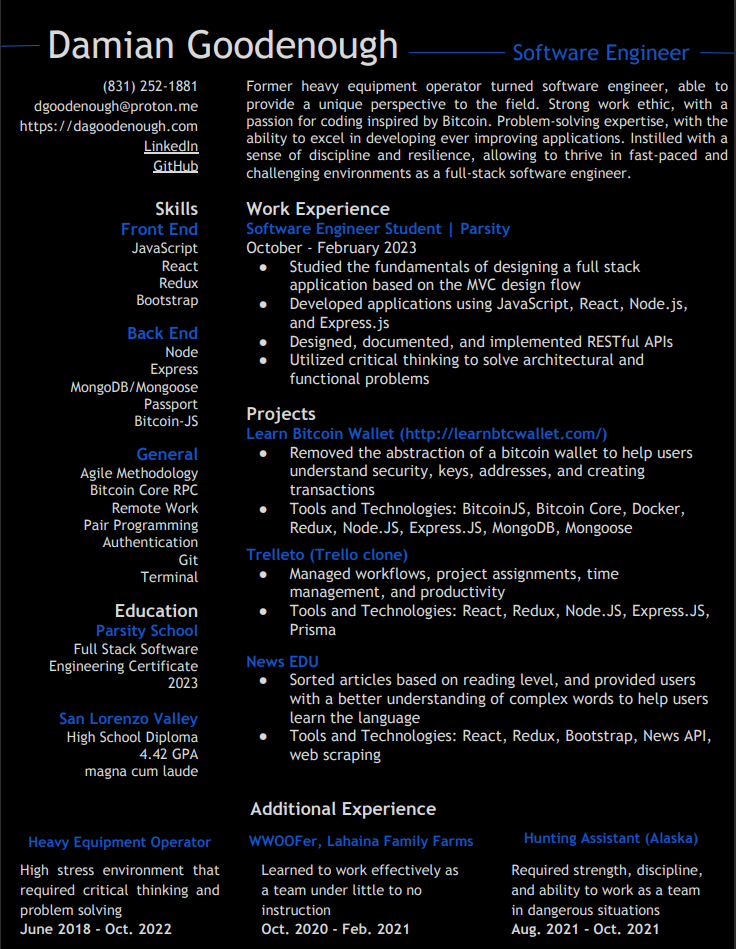 Damian Goodenough
Software Engineer
(831) 252-1881
dgoodenough@proton.me
https://dagoodenough.com
LinkedIn
GitHub
Former heavy equipment operator turned software engineer, able to
provide a unique perspective to the field. Strong work ethic, with a
passion for coding inspired by Bitcoin. Problem-solving expertise, with the
ability to excel in developing ever improving applications. Instilled with a
sense of discipline and resilience, allowing to thrive in fast-paced and
challenging environments as a full-stack software engineer.
Skills
Front End
JavaScript
React
Redux
Bootstrap
Back End
Node
Express
MongoDB/Mongoose
Passport
Bitcoin-JS
General
Agile Methodology
Bitcoin Core RPC
Remote Work
Pair Programming
Authentication
Git
Terminal
Education
Parsity School
Full Stack Software
Engineering Certificate
2023
San Lorenzo Valley
High School Diploma
4.42 GPA
magna cum laude
Work Experience
Software Engineer Student | Parsity
October - February 2023
● Studied the fundamentals of designing a full stack
application based on the MVC design flow
● Developed applications using JavaScript, React, Node.js,
and Express.js
● Designed, documented, and implemented RESTful APIs
● Utilized critical thinking to solve architectural and
functional problems
Projects
Learn Bitcoin Wallet (http://learnbtcwallet.com/)
● Removed the abstraction of a bitcoin wallet to help users
understand security, keys, addresses, and creating
transactions
● Tools and Technologies: BitcoinJS, Bitcoin Core, Docker,
Redux, Node.JS, Express.JS, MongoDB, Mongoose
Trelleto (Trello clone)
● Managed workflows, project assignments, time
management, and productivity
● Tools and Technologies: React, Redux, Node.JS, Express.JS,
Prisma
News EDU
● Sorted articles based on reading level, and provided users
with a better understanding of complex words to help users
learn the language
● Tools and Technologies: React, Redux, Bootstrap, News API,
web scraping
Additional Experience
Heavy Equipment Operator
High stress environment that
required critical thinking and
problem solving
June 2018 - Oct. 2022
WWOOFer, Lahaina Family Farms
Learned to work effectively as
a team under little to no
instruction
Oct. 2020 - Feb. 2021
Hunting Assistant (Alaska)
Required strength, discipline,
and ability to work as a team
in dangerous situations
Aug. 2021 - Oct. 2021